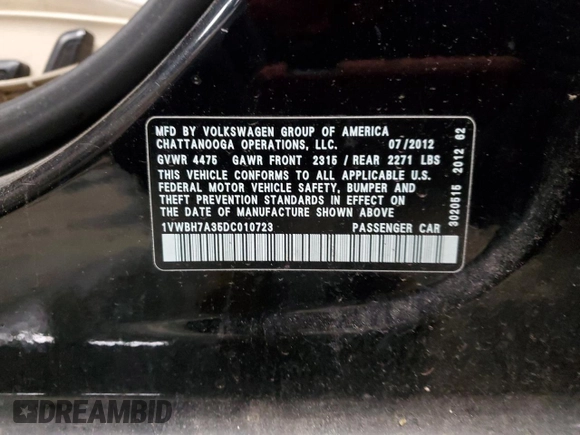 MFD BY VOLKSWAGEN GROUP OF AMERICA
CHATTANOOGA OPERATIONS, LLC. 07/2012
GVWR 4475 GAWR FRONT 2315 / REAR 2271 LBS
THIS VEHICLE CONFORMS TO ALL APPLICABLE U.S.
FEDERAL MOTOR VEHICLE SAFETY, BUMPER AND
THEFT PREVENTION STANDARDS IN EFFECT ON
THE DATE OF MANUFACTURE SHOWN ABOVE
1VWBH7A35DC010723 PASSENGER CAR
3020515 2012 62
DREAMBID